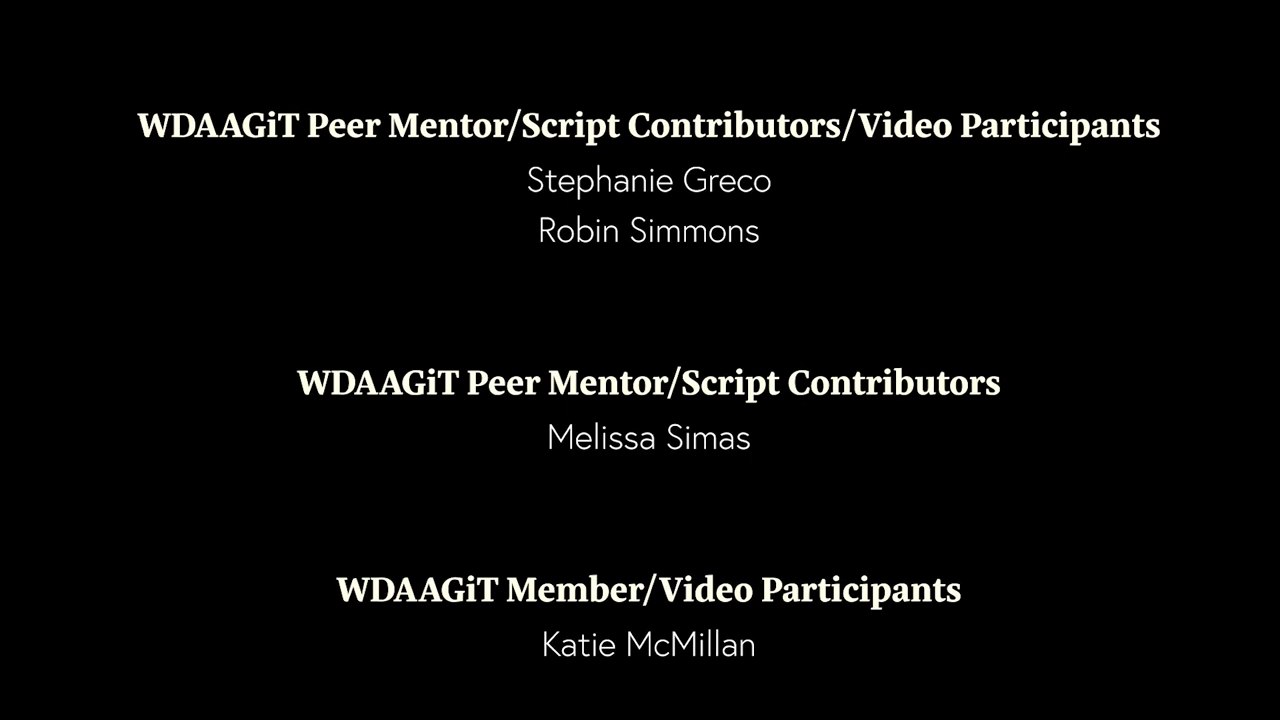 WDAAGiT Peer Mentor/Script Contributors/Video Participants
Stephanie Greco
Robin Simmons
WDAAGiT Peer Mentor/Script Contributors
Melissa Simas
WDAAGiT Member/Video Participants
Katie McMillan